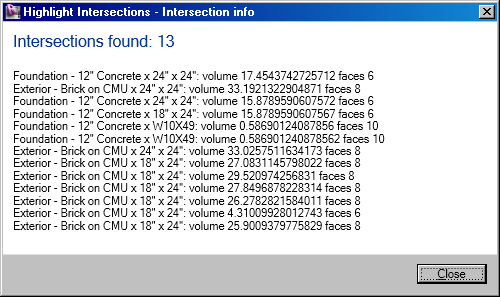 Highlight Intersections - Intersection info
Intersections found: 13
Foundation - 12" Concrete x 24" x 24": volume 17.4543742725712 faces 6
Exterior - Brick on CMU x 24" x 24": volume 33.1921322904871 faces 8
Foundation - 12" Concrete x 24" x 24": volume 15.8789590607572 faces 6
Foundation - 12" Concrete x 18" x 24": volume 15.8789590607567 faces 6
Foundation - 12" Concrete x W10X49: volume 0.58690124087856 faces 10
Foundation - 12" Concrete x W10X49: volume 0.586901240878562 faces 10
Exterior - Brick on CMU x 24" x 24": volume 33.0257511634173 faces 8
Exterior - Brick on CMU x 18" x 24": volume 27.0831145798022 faces 8
Exterior - Brick on CMU x 18" x 24": volume 29.520974256831 faces 8
Exterior - Brick on CMU x 18" x 24": volume 27.8496878228314 faces 8
Exterior - Brick on CMU x 18" x 24": volume 26.2782821584011 faces 8
Exterior - Brick on CMU x 18" x 24": volume 4.31009928012743 faces 6
Exterior - Brick on CMU x 18" x 24": volume 25.9009379775829 faces 8
Close